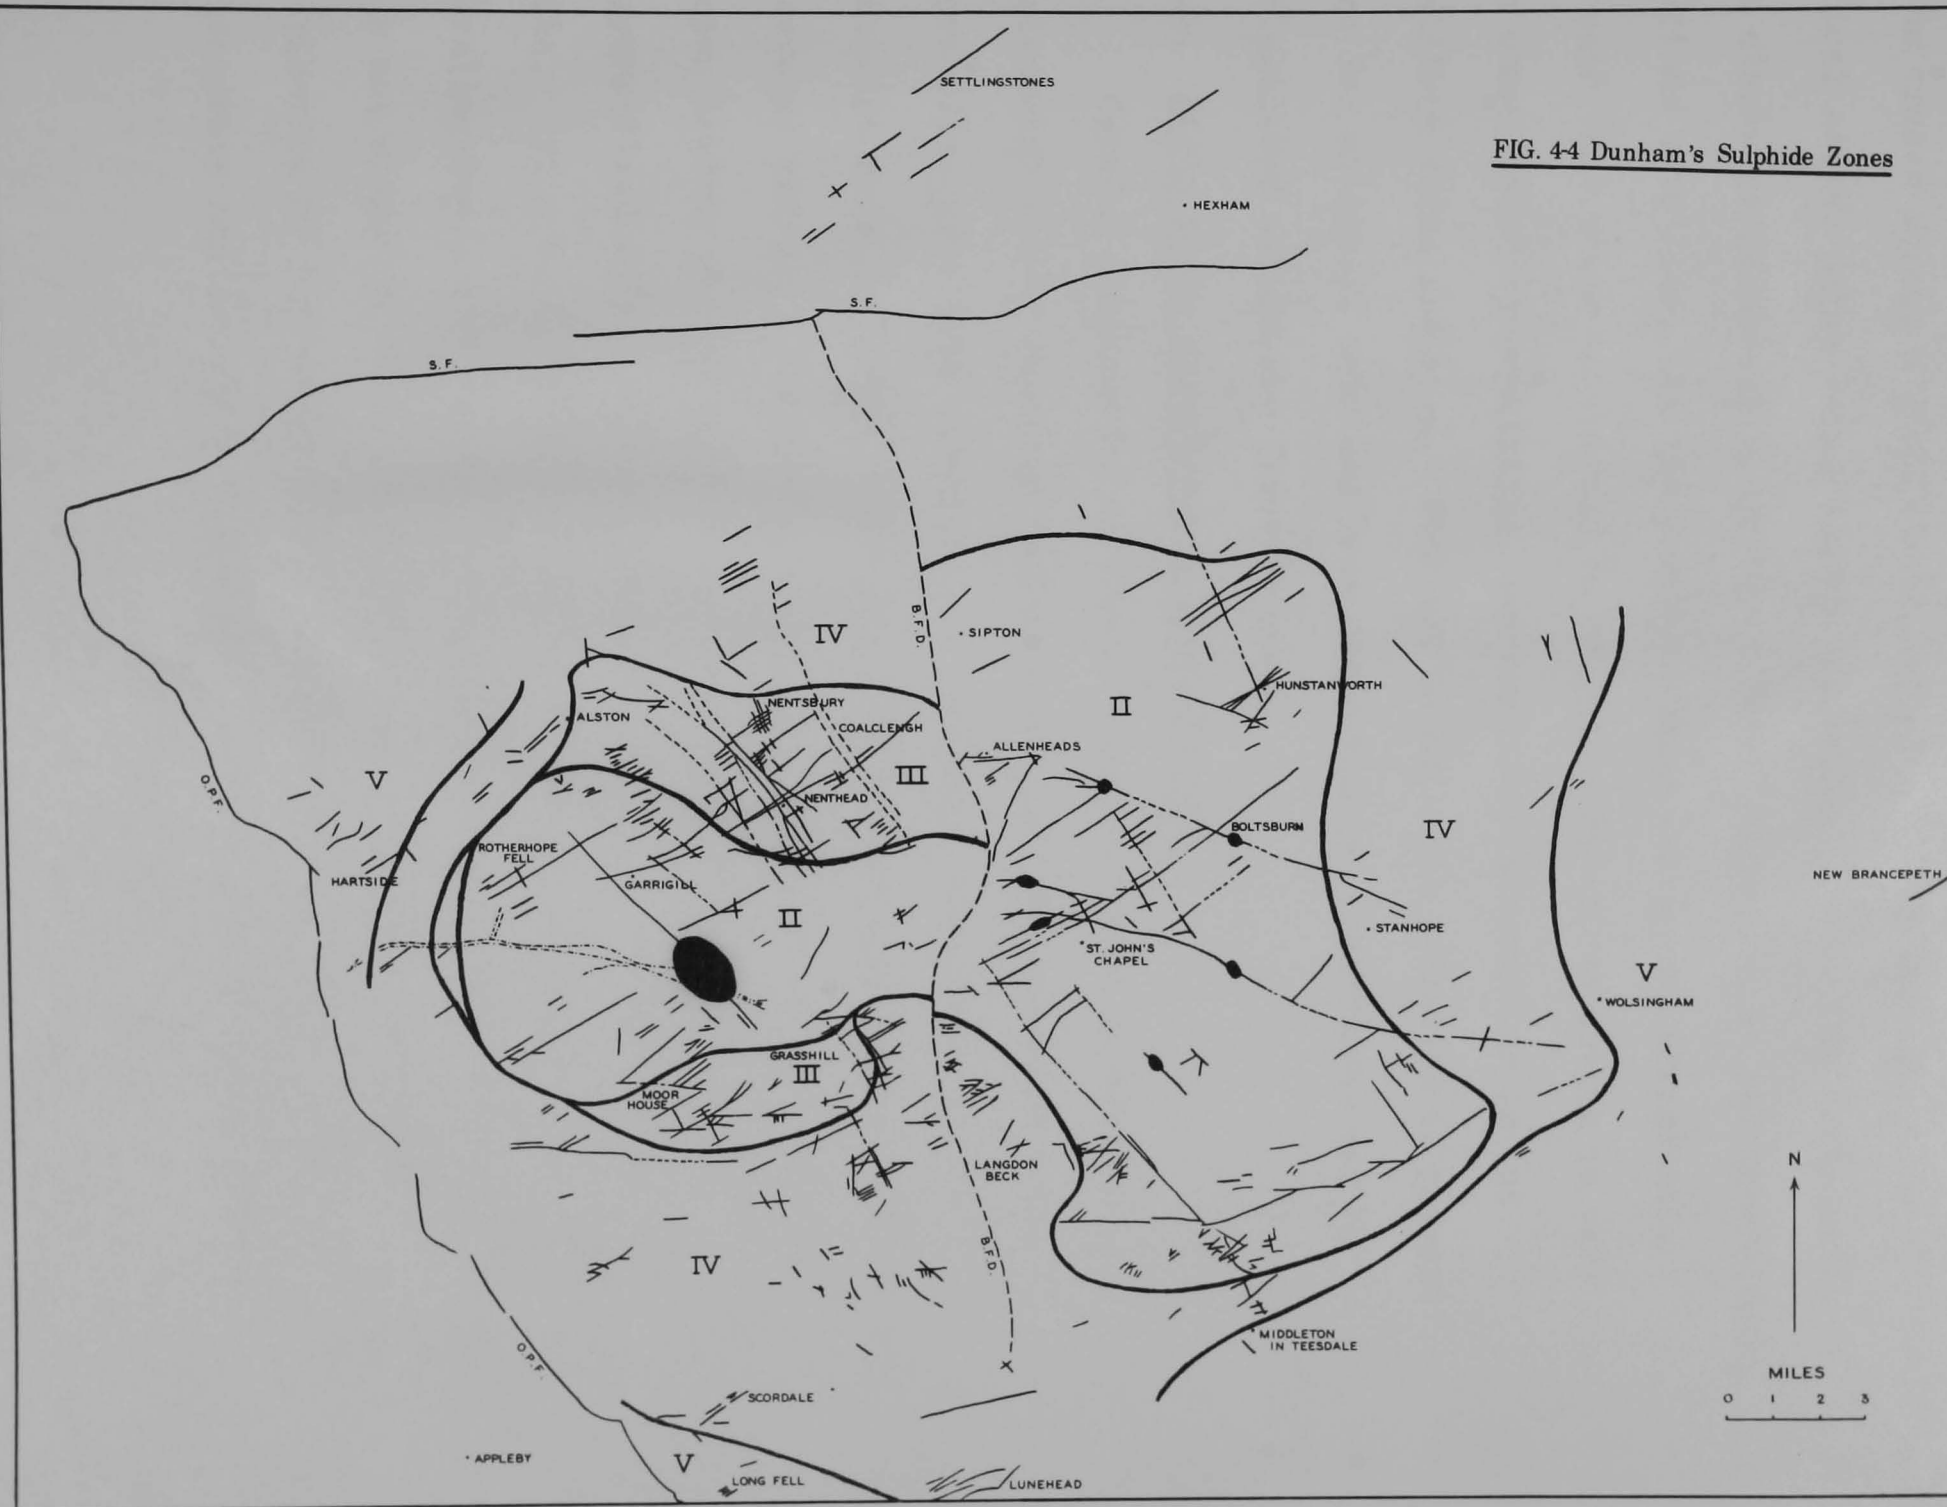 SETTLINGSTONES
FIG. 4-4 Dunham's Sulphide Zones
HEXHAM
S.F.
S.F.
B.F.D.
IV
SIPTON
II
HUNSTANWORTH
NENTSBURY
ALSTON
COALCLEUGH
ALLENHEADS
V
O.P.F.
III
NENTHEAD
BOLTSBURN
IV
ROTHERHOPE
FELL
HARTSIDE
GARRIGILL
NEW BRANCEPETH
II
STANHOPE
ST. JOHN'S
CHAPEL
V
WOLSINGHAM
GRASSHILL
III
MOOR
HOUSE
LANGDON
BECK
N
IV
B.F.D.
O.P.F.
MIDDLETON
IN TEESDALE
MILES
0 1 2 3
SCORDALE
APPLEBY
V
LONG FELL
LUNEHEAD